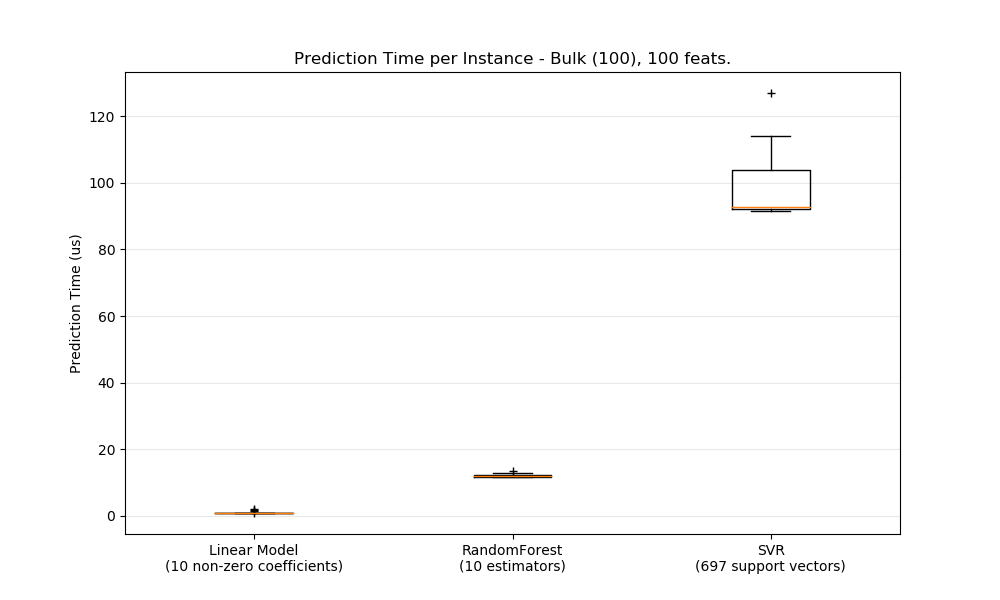 Prediction Time per Instance - Bulk (100), 100 feats.
Prediction Time (us)
120
100
80
60
40
20
0
Linear Model
(10 non-zero coefficients)
RandomForest
(10 estimators)
SVR
(697 support vectors)